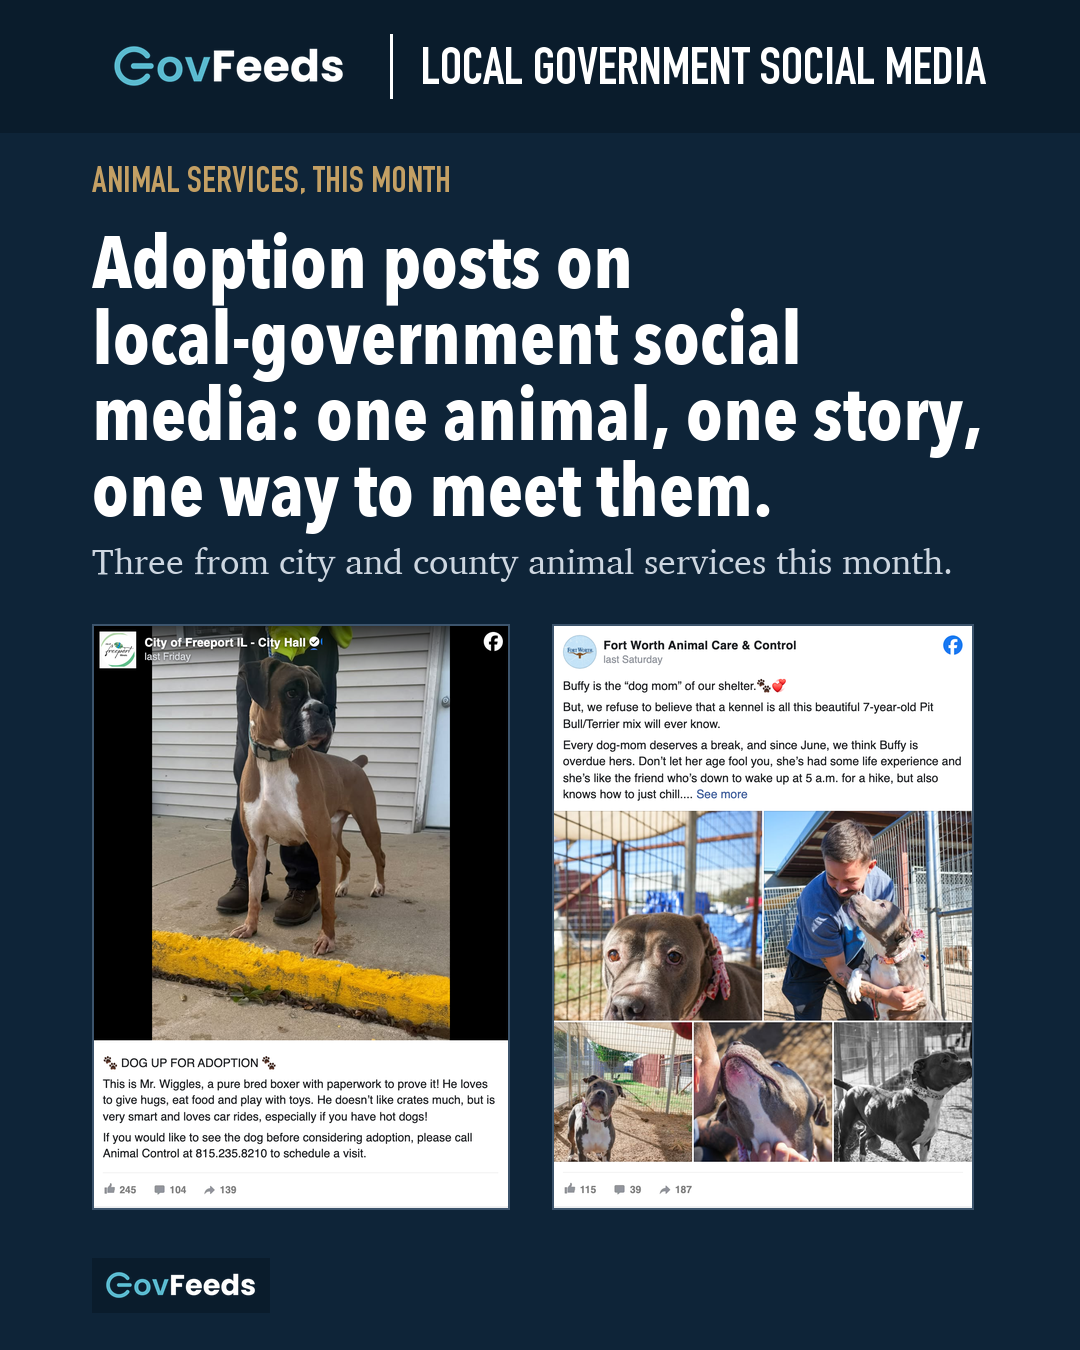 GovFeeds
LOCAL GOVERNMENT SOCIAL MEDIA
ANIMAL SERVICES, THIS MONTH
Adoption posts on
local-government social
media: one animal, one story,
one way to meet them.
Three from city and county animal services this month.
freeport
City of Freeport IL - City Hall
last Friday
🐾 DOG UP FOR ADOPTION 🐾
This is Mr. Wiggles, a pure bred boxer with paperwork to prove it! He loves
to give hugs, eat food and play with toys. He doesn't like crates much, but is
very smart and loves car rides, especially if you have hot dogs!
If you would like to see the dog before considering adoption, please call
Animal Control at 815.235.8210 to schedule a visit.
245 104 139
FORT WORTH
Fort Worth Animal Care & Control
last Saturday
Buffy is the “dog mom” of our shelter.🐾💕
But, we refuse to believe that a kennel is all this beautiful 7-year-old Pit
Bull/Terrier mix will ever know.
Every dog-mom deserves a break, and since June, we think Buffy is
overdue hers. Don't let her age fool you, she's had some life experience and
she's like the friend who's down to wake up at 5 a.m. for a hike, but also
knows how to just chill.... See more
115 39 187
GovFeeds